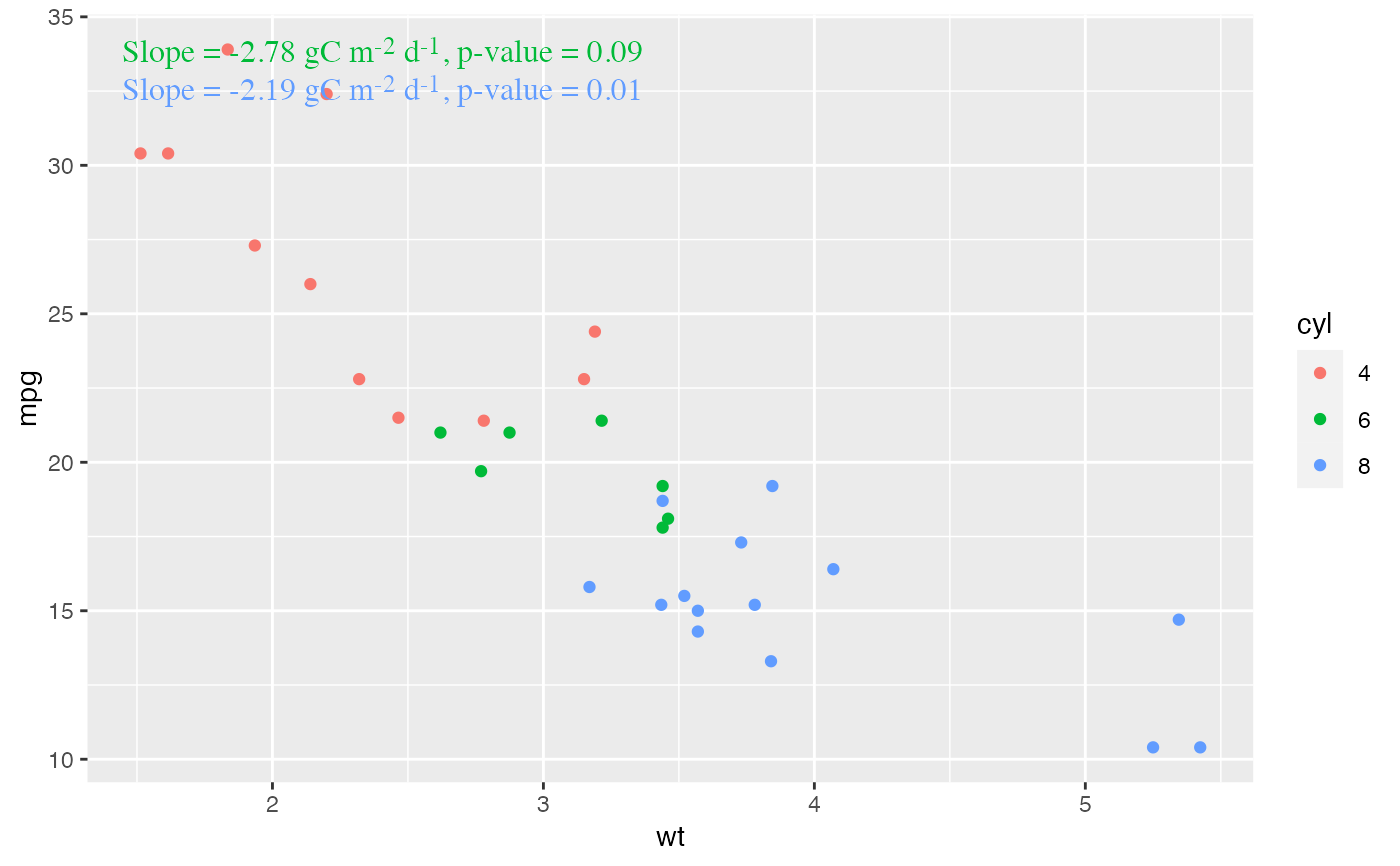 35
Slope = -2.78 gC m-2 d-1, p-value = 0.09
Slope = -2.19 gC m-2 d-1, p-value = 0.01
30
25
20
15
10
mpg
2 3 4 5
wt
cyl
4
6
8